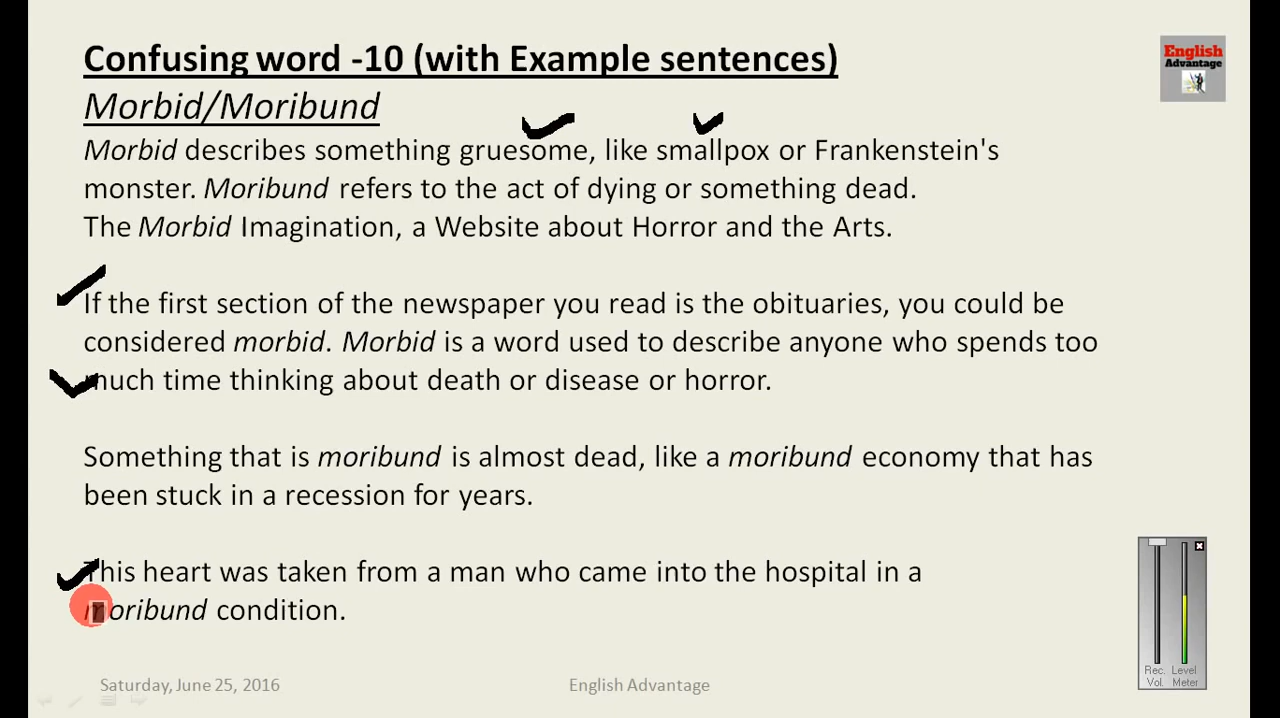 Confusing word -10 (with Example sentences)
English
Advantage
Morbid/Moribund
Morbid describes something gruesome, like smallpox or Frankenstein's
monster. Moribund refers to the act of dying or something dead.
The Morbid Imagination, a Website about Horror and the Arts.
If the first section of the newspaper you read is the obituaries, you could be
considered morbid. Morbid is a word used to describe anyone who spends too
much time thinking about death or disease or horror.
Something that is moribund is almost dead, like a moribund economy that has
been stuck in a recession for years.
This heart was taken from a man who came into the hospital in a
moribund condition.
Rec. Level
Vol. Meter
Saturday, June 25, 2016 English Advantage